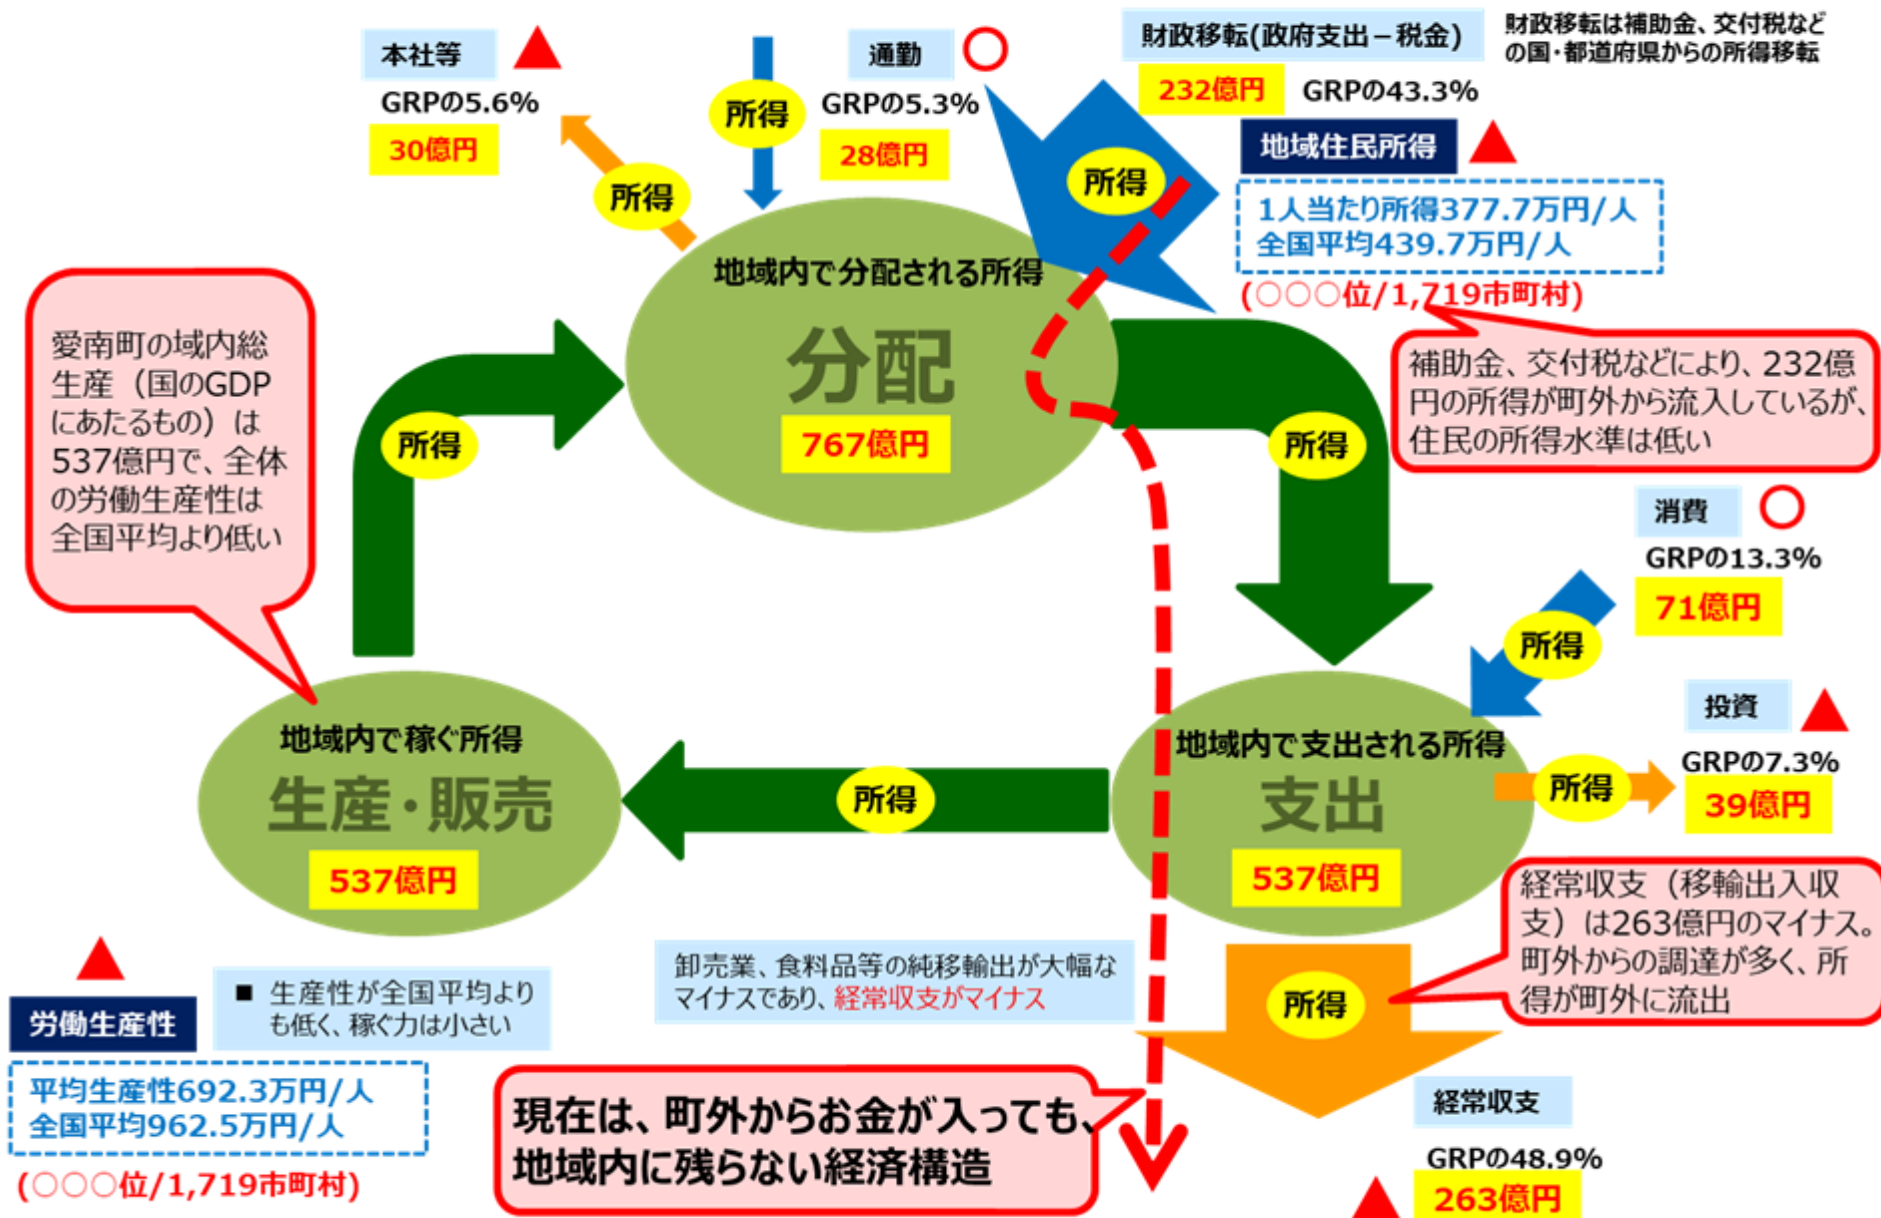 本社等
GRPの5.6%
30億円
所得
所得
通勤
GRPの5.3%
28億円
財政移転(政府支出－税金)
232億円 GRPの43.3%
財政移転は補助金、交付税など
の国・都道府県からの所得移転
所得
地域住民所得
1人当たり所得377.7万円/人
全国平均439.7万円/人
(○○○位/1,719市町村)
補助金、交付税などにより、232億
円の所得が町外から流入しているが、
住民の所得水準は低い
地域内で分配される所得
分配
767億円
愛南町の域内総
生産（国のGDP
にあたるもの）は
537億円で、全体
の労働生産性は
全国平均より低い
所得
所得
消費
GRPの13.3%
71億円
所得
投資
GRPの7.3%
39億円
所得
地域内で稼ぐ所得
生産・販売
537億円
所得
地域内で支出される所得
支出
537億円
経常収支（移輸出入収
支）は263億円のマイナス。
町外からの調達が多く、所
得が町外に流出
所得
労働生産性
■ 生産性が全国平均より
も低く、稼ぐ力は小さい
卸売業、食料品等の純移輸出が大幅な
マイナスであり、経常収支がマイナス
平均生産性692.3万円/人
全国平均962.5万円/人
(○○○位/1,719市町村)
現在は、町外からお金が入っても、
地域内に残らない経済構造
経常収支
GRPの48.9%
263億円